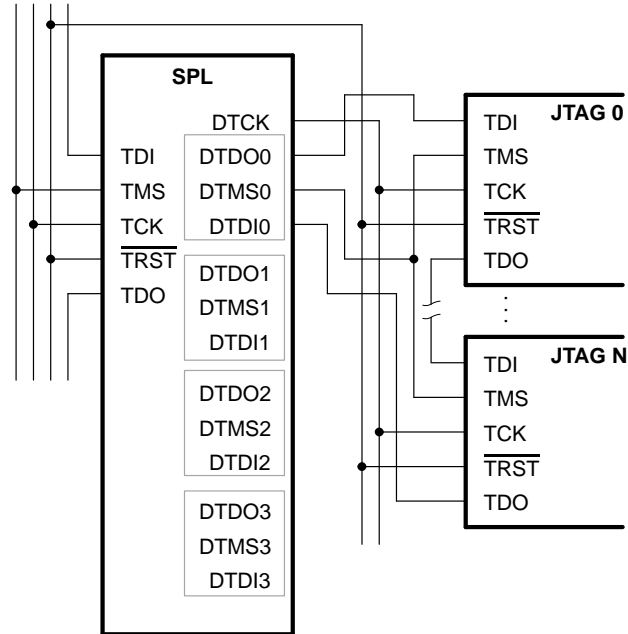 SPL
DTCK
TDI
TMS
TCK
TRST
TDO
DTDO0
DTMS0
DTDI0
DTDO1
DTMS1
DTDI1
DTDO2
DTMS2
DTDI2
DTDO3
DTMS3
DTDI3
JTAG 0
TDI
TMS
TCK
TRST
TDO
JTAG N
TDI
TMS
TCK
TRST
TDO